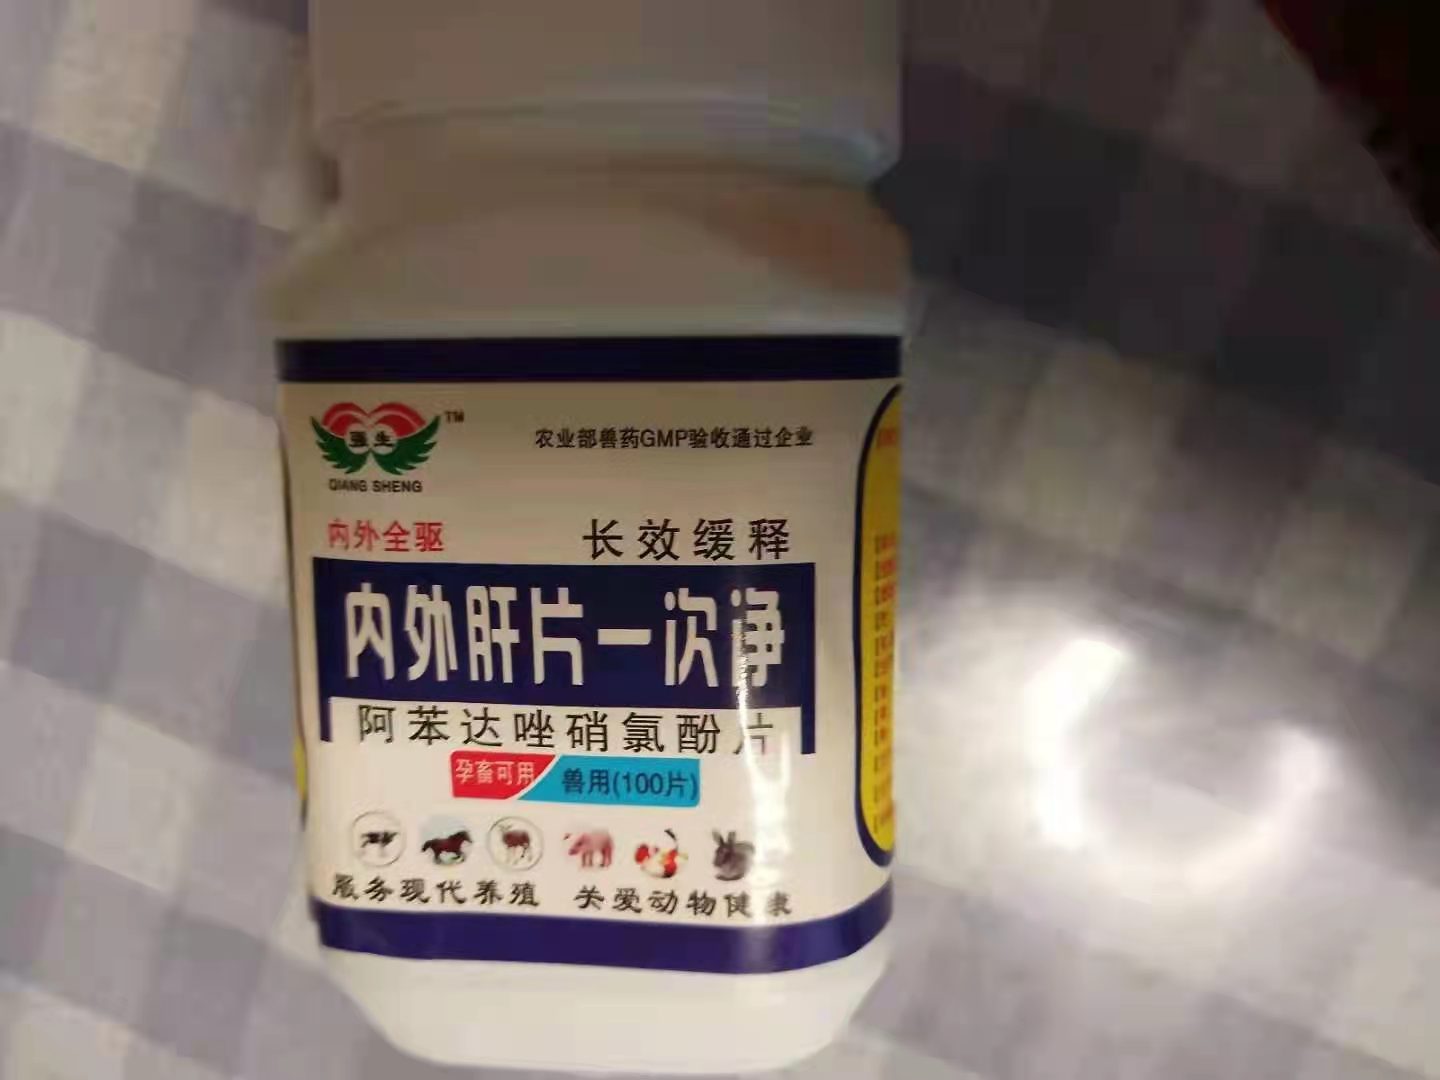 强生
TM
QIANG SHENG
农业部兽药GMP验收通过企业
内外全驱
长效缓释
内外肝片一次净
阿苯达唑硝氯酚片
孕畜可用
兽用(100片)
服务现代养殖 关爱动物健康